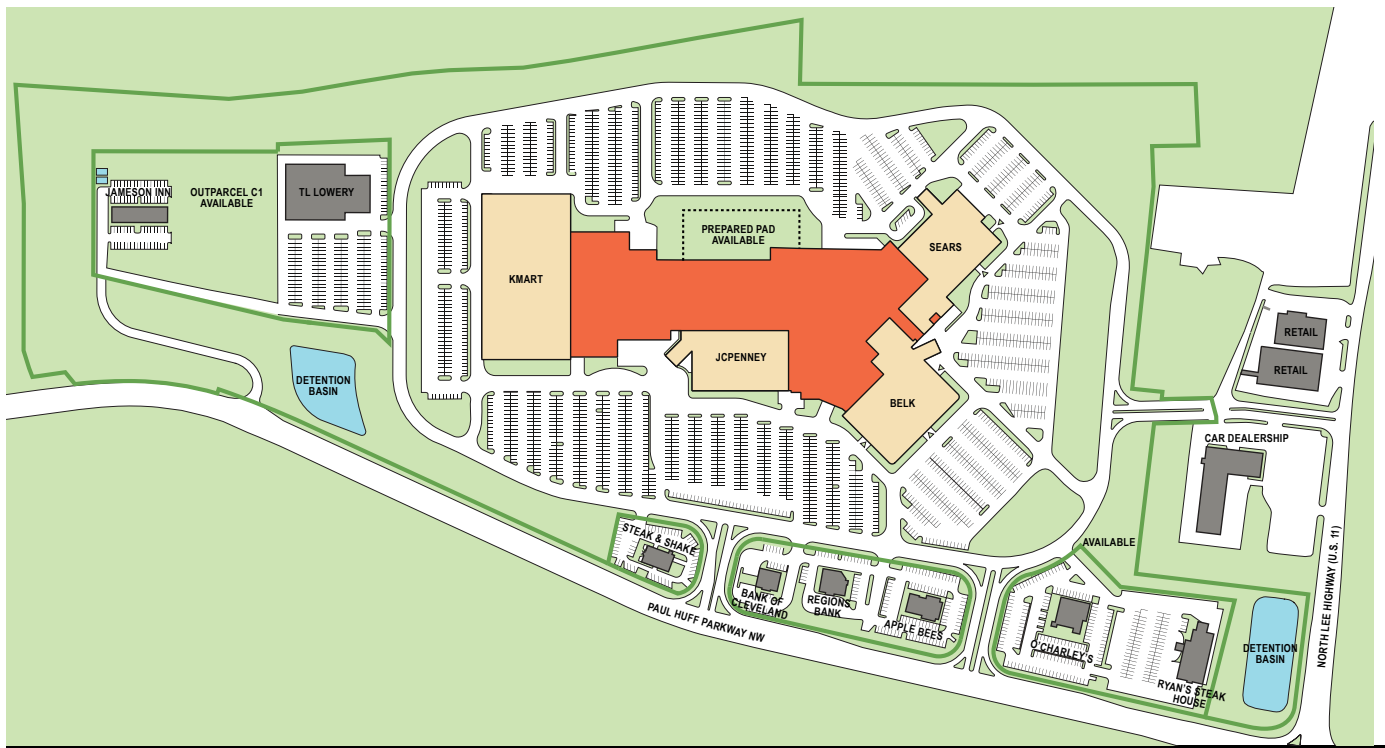 JAMESON INN
OUTPARCEL C1
AVAILABLE
TL LOWERY
PREPARED PAD
AVAILABLE
SEARS
KMART
JCPENNEY
BELK
DETENTION
BASIN
RETAIL
RETAIL
CAR DEALERSHIP
STEAK & SHAKE
BANK OF
CLEVELAND
REGIONS
BANK
APPLE BEES
AVAILABLE
O'CHARLEY'S
RYAN'S STEAK
HOUSE
DETENTION
BASIN
PAUL HUFF PARKWAY NW
NORTH LEE HIGHWAY (U.S. 11)